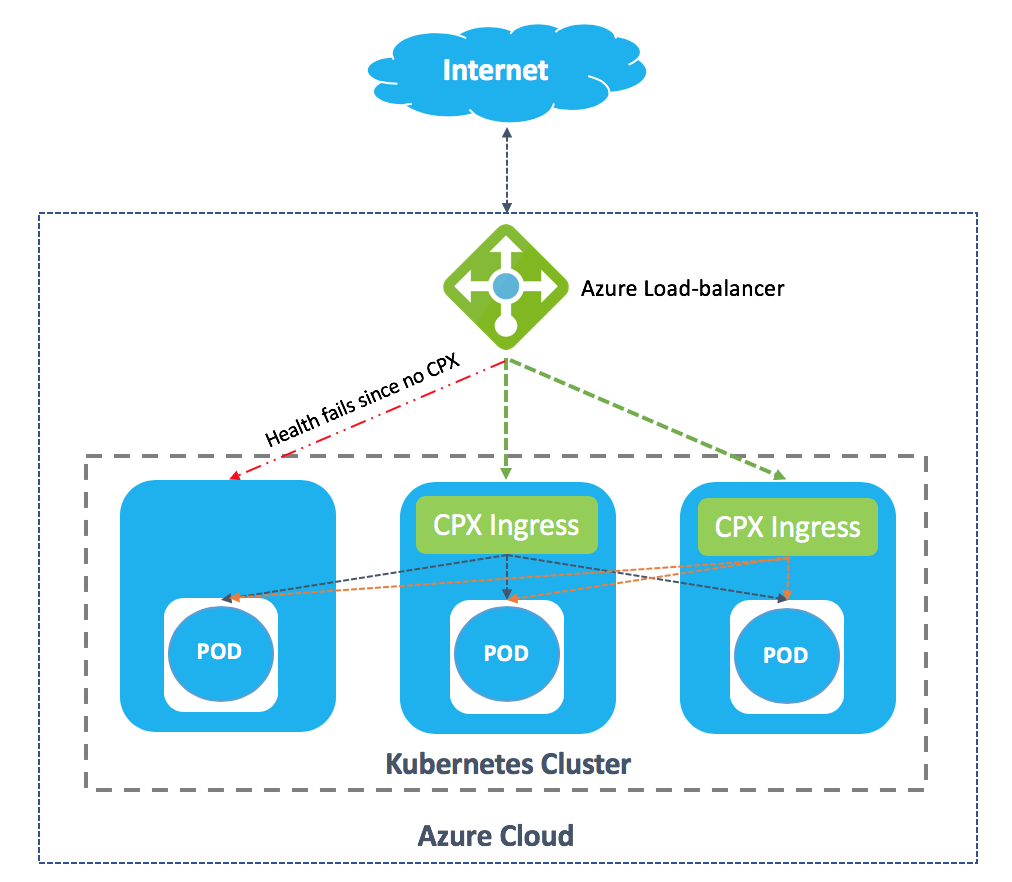 Internet
Azure Load-balancer
Health fails since no CPX
CPX Ingress
CPX Ingress
POD
POD
POD
Kubernetes Cluster
Azure Cloud